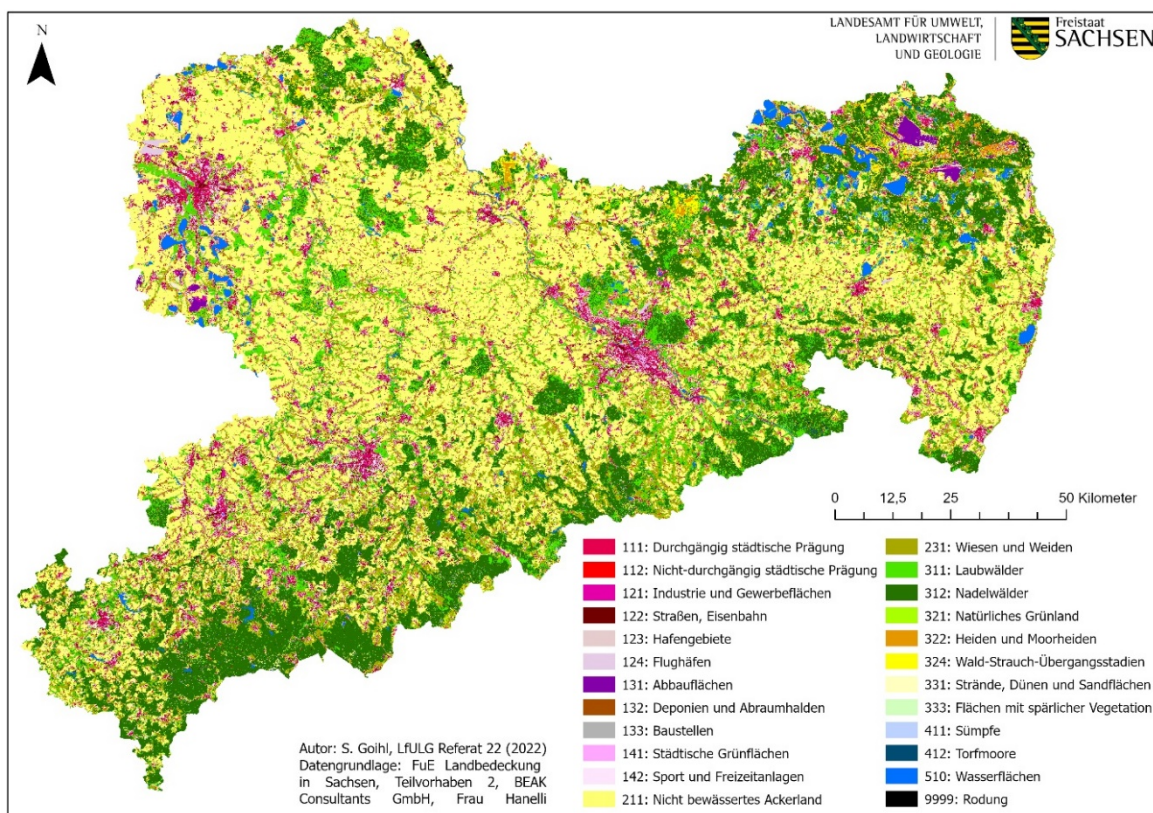 N
LANDESAMT FÜR UMWELT,
LANDWIRTSCHAFT
UND GEOLOGIE
Freistaat
SACHSEN
0 12,5 25 50 Kilometer
111: Durchgängig städtische Prägung
112: Nicht-durchgängig städtische Prägung
121: Industrie und Gewerbeflächen
122: Straßen, Eisenbahn
123: Hafengebiete
124: Flughäfen
131: Abbauflächen
132: Deponien und Abraumhalden
133: Baustellen
141: Städtische Grünflächen
142: Sport und Freizeitanlagen
211: Nicht bewässertes Ackerland
231: Wiesen und Weiden
311: Laubwälder
312: Nadelwälder
321: Natürliches Grünland
322: Heiden und Moorheiden
324: Wald-Strauch-Übergangsstadien
331: Strände, Dünen und Sandflächen
333: Flächen mit spärlicher Vegetation
411: Sümpfe
412: Torfmoore
510: Wasserflächen
9999: Rodung
Autor: S. Goihl, LfULG Referat 22 (2022)
Datengrundlage: FuE Landbedeckung
in Sachsen, Teilvorhaben 2, BEAK
Consultants GmbH, Frau Hanelli